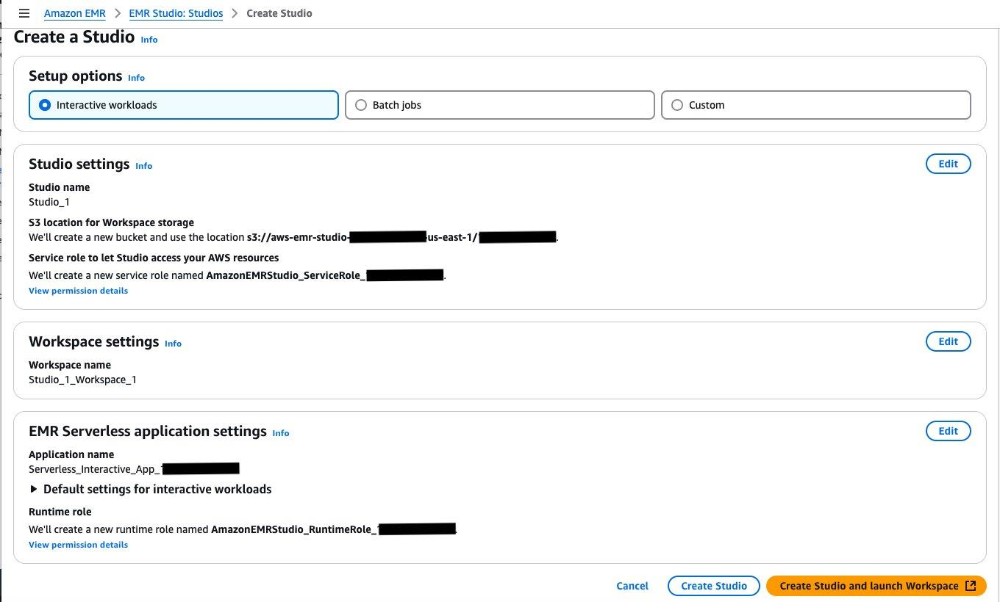 Amazon EMR > EMR Studio: Studios > Create Studio
Create a Studio Info
Setup options Info
Interactive workloads
Batch jobs
Custom
Studio settings Info
Edit
Studio name
Studio_1
S3 location for Workspace storage
We'll create a new bucket and use the location s3://aws-emr-studio- us-east-1/ .
Service role to let Studio access your AWS resources
We'll create a new service role named AmazonEMRStudio_ServiceRole_ .
View permission details
Workspace settings Info
Edit
Workspace name
Studio_1_Workspace_1
EMR Serverless application settings Info
Edit
Application name
Serverless_Interactive_App_
Default settings for interactive workloads
Runtime role
We'll create a new runtime role named AmazonEMRStudio_RuntimeRole_ .
View permission details
Cancel
Create Studio
Create Studio and launch Workspace